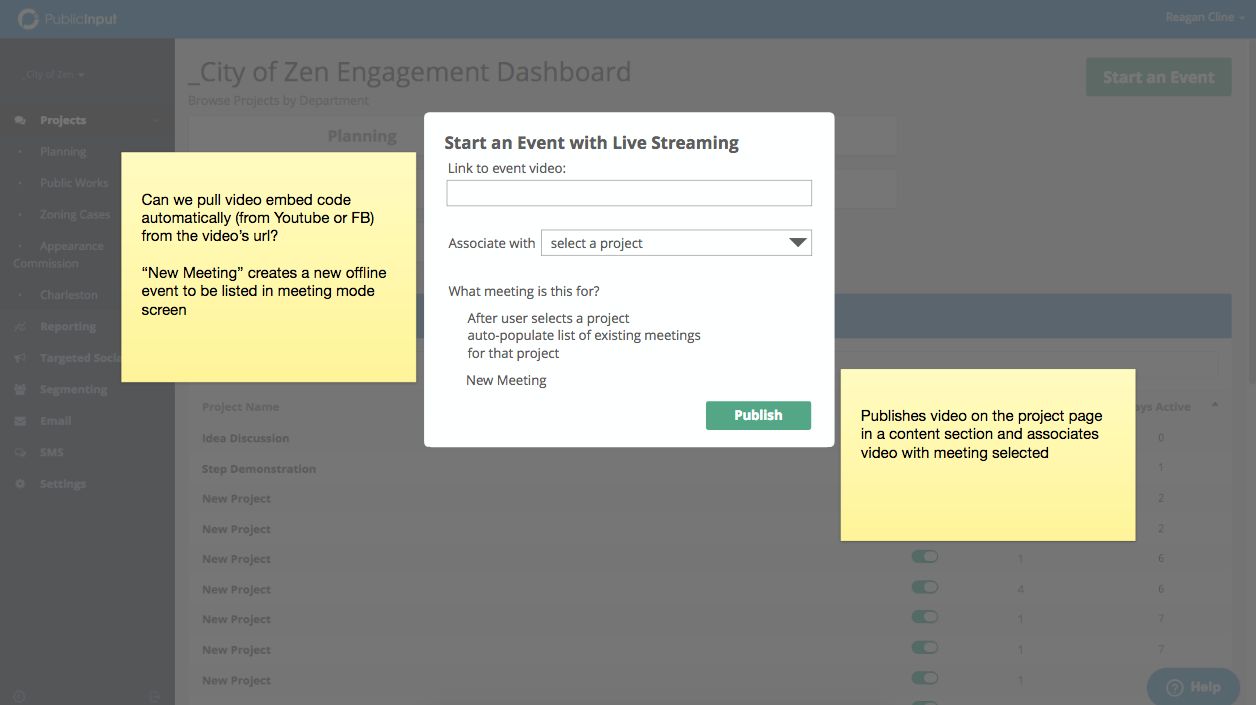 PublicInput
Reagan Cline
_City of Zen
_City of Zen Engagement Dashboard
Start an Event
Browse Projects by Department
Projects
Planning
Public Works
Zoning Cases
Appearance
Commission
Charleston
Reporting
Targeted Socia
Segmenting
Email
SMS
Settings
Planning
Can we pull video embed code
automatically (from Youtube or FB)
from the video’s url?
“New Meeting” creates a new offline
event to be listed in meeting mode
screen
Start an Event with Live Streaming
Link to event video:
Associate with
select a project
What meeting is this for?
After user selects a project
auto-populate list of existing meetings
for that project
New Meeting
Publish
Publishes video on the project page
in a content section and associates
video with meeting selected
Project Name
Active
Idea Discussion
0
Step Demonstration
1
New Project
2
New Project
2
New Project
1
6
New Project
4
6
New Project
1
7
New Project
1
7
New Project
1
Help